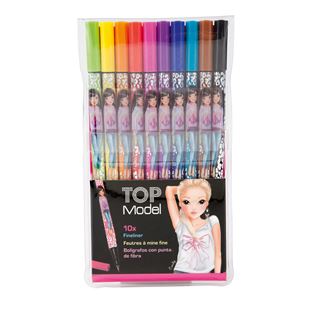 TOP
Model
10x
Fineliner
Feutres à mine fine
Bolígrafos con punta
de fibra